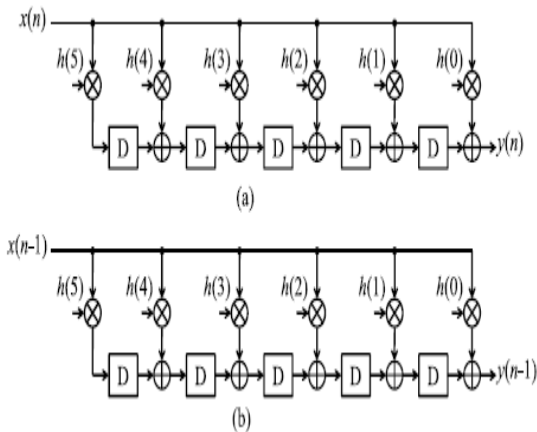 x(n)
h(5) h(4) h(3) h(2) h(1) h(0)
D D D D D y(n)
(a)
x(n-1)
h(5) h(4) h(3) h(2) h(1) h(0)
D D D D D y(n-1)
(b)